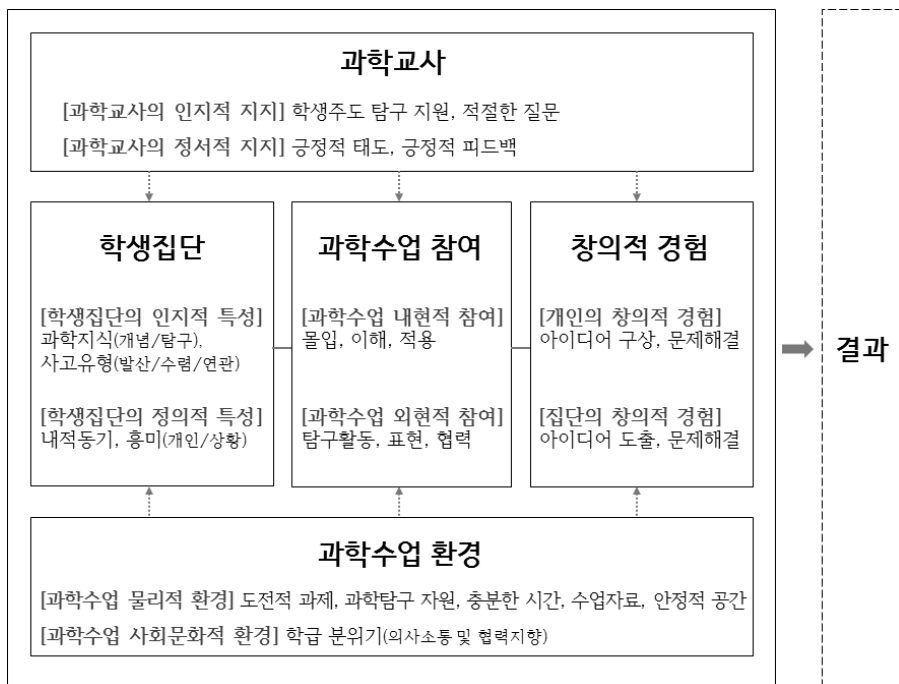 과학교사
[과학교사의 인지적 지지] 학생주도 탐구 지원, 적절한 질문
[과학교사의 정서적 지지] 긍정적 태도, 긍정적 피드백
학생집단
[학생집단의 인지적 특성]
과학지식(개념/탐구),
사고유형(발산/수렴/연관)
[학생집단의 정의적 특성]
내적동기, 흥미(개인/상황)
과학수업 참여
[과학수업 내현적 참여]
몰입, 이해, 적용
[과학수업 외현적 참여]
탐구활동, 표현, 협력
창의적 경험
[개인의 창의적 경험]
아이디어 구상, 문제해결
[집단의 창의적 경험]
아이디어 도출, 문제해결
결과
과학수업 환경
[과학수업 물리적 환경] 도전적 과제, 과학탐구 자원, 충분한 시간, 수업자료, 안정적 공간
[과학수업 사회문화적 환경] 학급 분위기(의사소통 및 협력지향)